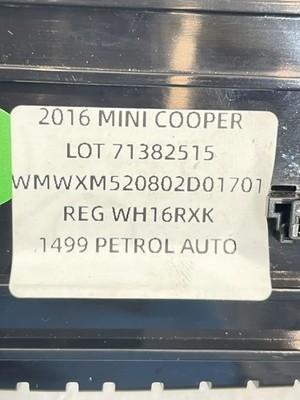 2016 MINI COOPER
LOT 71382515
WMWXM520802D01701
REG WH16RXK
1499 PETROL AUTO